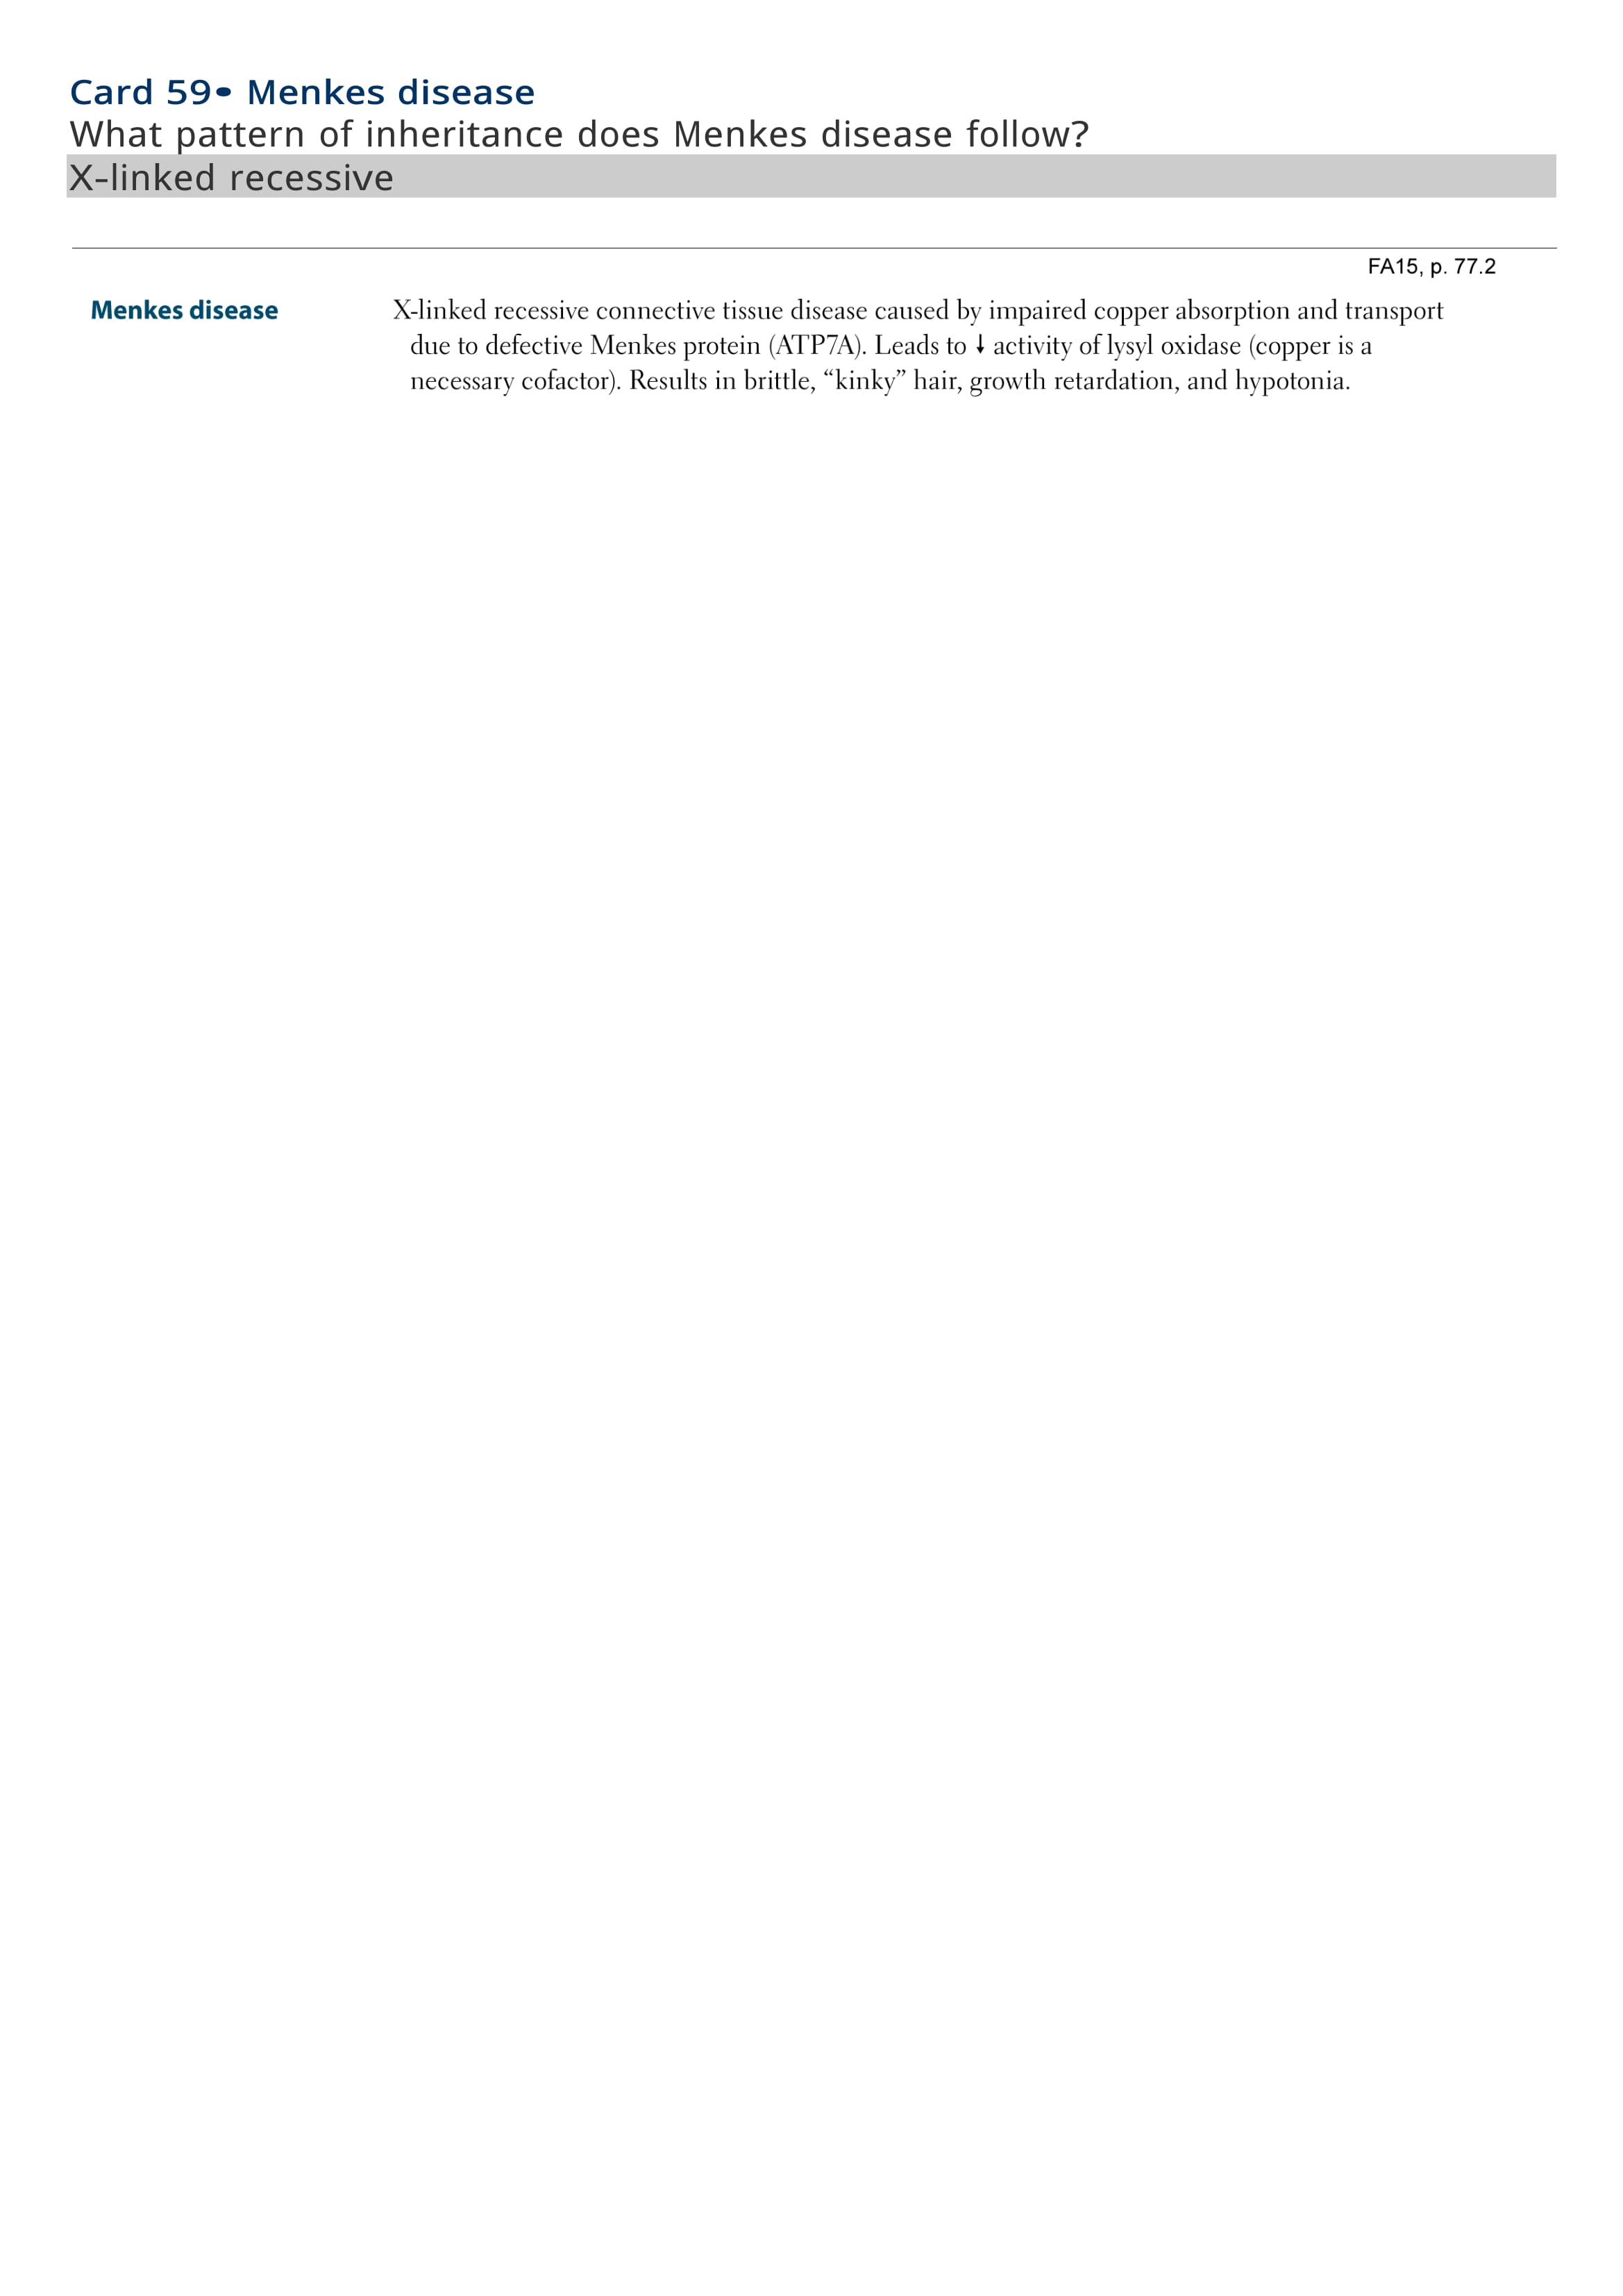 Card 59• Menkes disease
What pattern of inheritance does Menkes disease follow?
X-linked recessive
FA15, p. 77.2
Menkes disease
X-linked recessive connective tissue disease caused by impaired copper absorption and transport
due to defective Menkes protein (ATP7A). Leads to ↓ activity of lysyl oxidase (copper is a
necessary cofactor). Results in brittle, “kinky” hair, growth retardation, and hypotonia.